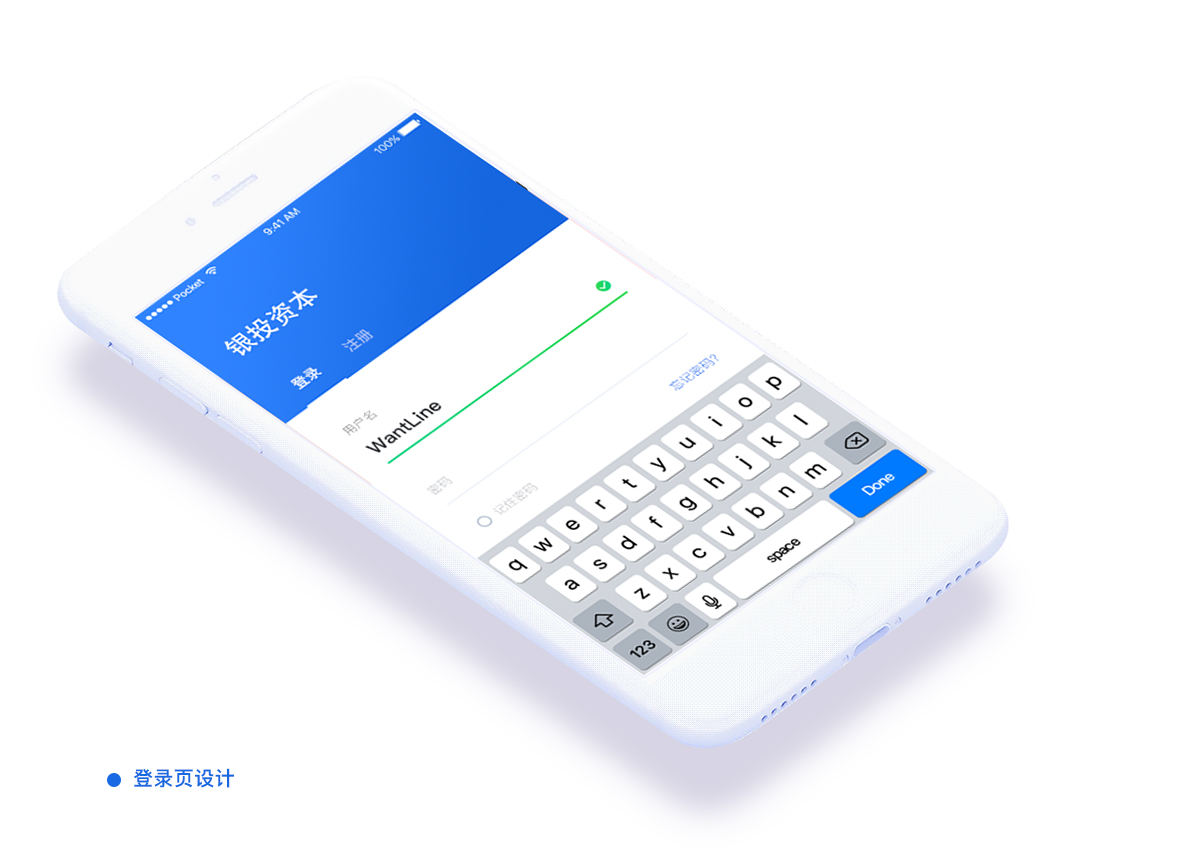 ●●●●● Pocket 9:41 AM 100%
银投资本
登录 注册
用户名
WantLine
密码
记住密码 忘记密码?
q w e r t y u i o p
a s d f g h j k l
z x c v b n m
123 space Done
登录页设计